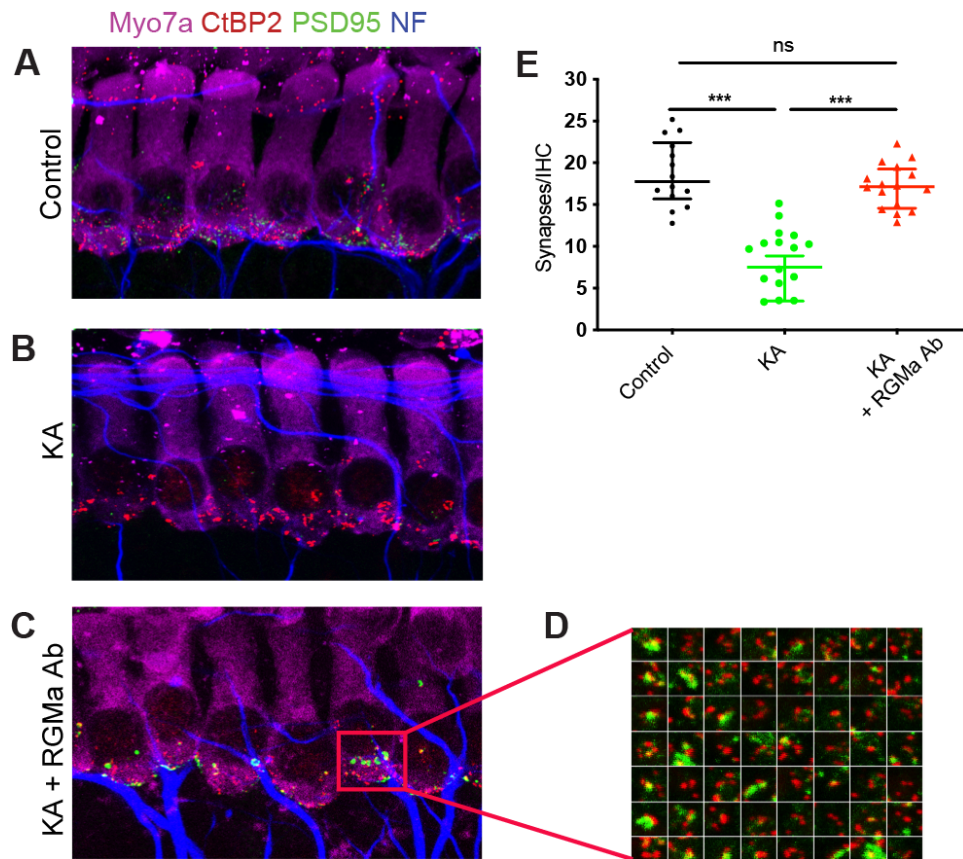 Myo7a CtBP2 PSD95 NF
A
Control
B
KA
C
KA + RGMa Ab
D
E
ns
***
***
Synapses/IHC
30
25
20
15
10
5
0
Control
KA
KA
+ RGMa Ab